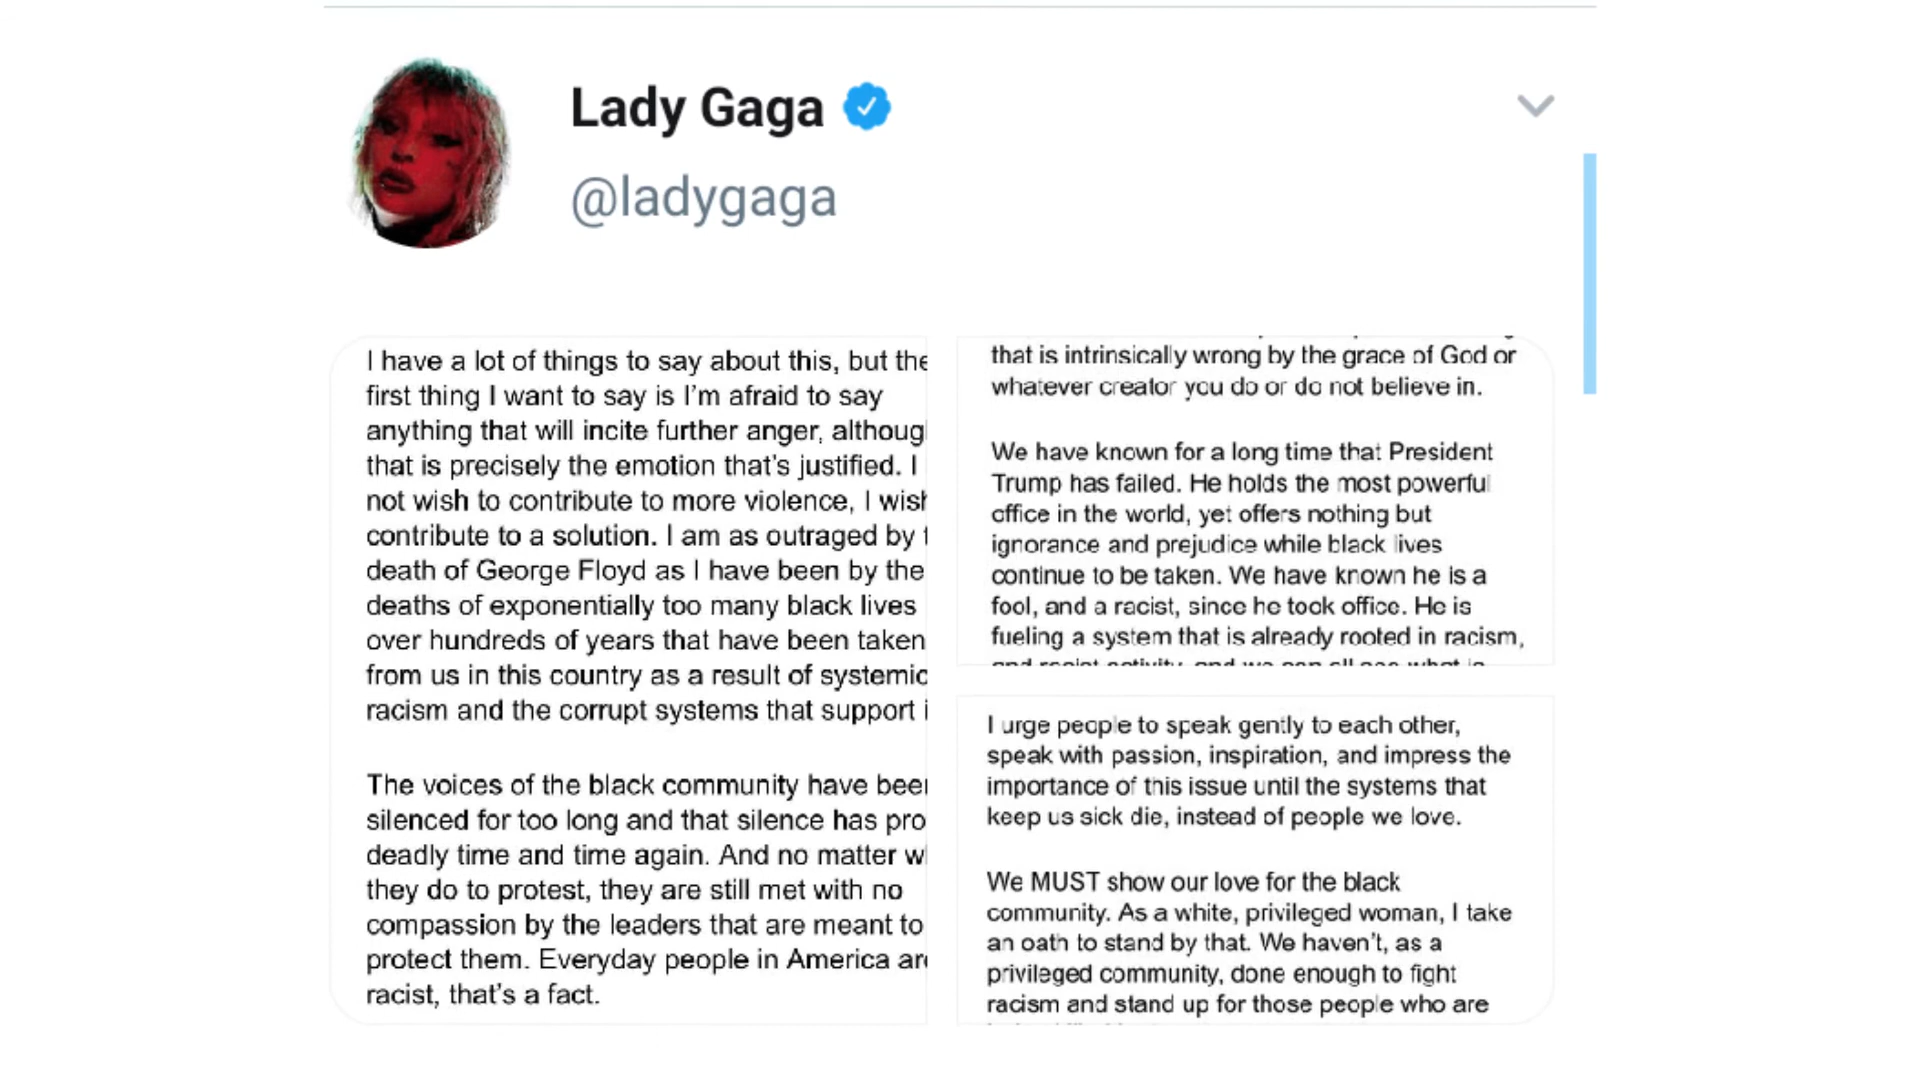 Lady Gaga
@ladygaga
I have a lot of things to say about this, but the
first thing I want to say is I'm afraid to say
anything that will incite further anger, althoug
that is precisely the emotion that's justified. I
not wish to contribute to more violence, I wish
contribute to a solution. I am as outraged by
death of George Floyd as I have been by the
deaths of exponentially too many black lives
over hundreds of years that have been taken
from us in this country as a result of systemic
racism and the corrupt systems that support
The voices of the black community have been
silenced for too long and that silence has pro
deadly time and time again. And no matter w
they do to protest, they are still met with no
compassion by the leaders that are meant to
protect them. Everyday people in America are
racist, that's a fact.
that is intrinsically wrong by the grace of God or
whatever creator you do or do not believe in.
We have known for a long time that President
Trump has failed. He holds the most powerful
office in the world, yet offers nothing but
ignorance and prejudice while black lives
continue to be taken. We have known he is a
fool, and a racist, since he took office. He is
fueling a system that is already rooted in racism,
and racist activity, and we can all see what is
I urge people to speak gently to each other,
speak with passion, inspiration, and impress the
importance of this issue until the systems that
keep us sick die, instead of people we love.
We MUST show our love for the black
community. As a white, privileged woman, I take
an oath to stand by that. We haven't, as a
privileged community, done enough to fight
racism and stand up for those people who are